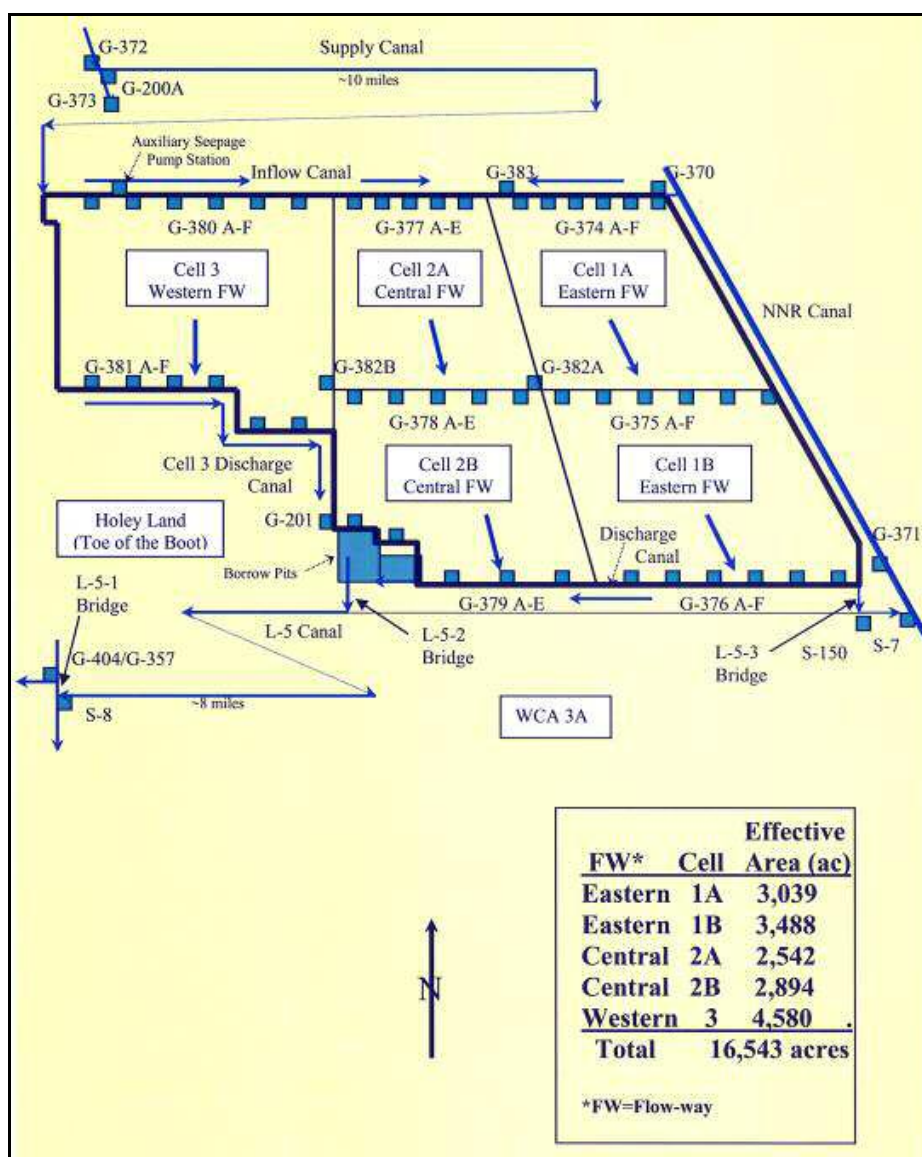 G-372
Supply Canal
~10 miles
G-200A
G-373
Auxiliary Seepage
Pump Station
Inflow Canal
G-383
G-370
G-380 A-F
G-377 A-E
G-374 A-F
Cell 3
Western FW
Cell 2A
Central FW
Cell 1A
Eastern FW
NNR Canal
G-381 A-F
G-382B
G-382A
G-378 A-E
G-375 A-F
Cell 3 Discharge
Canal
Cell 2B
Central FW
Cell 1B
Eastern FW
Holey Land
(Toe of the Boot)
G-201
Discharge
Canal
G-371
Borrow Pits
L-5-1
Bridge
G-379 A-E
G-376 A-F
L-5 Canal
L-5-2
Bridge
L-5-3
Bridge
S-150
S-7
G-404/G-357
S-8
~8 miles
WCA 3A
N
Effective
FW* Cell Area (ac)
Eastern 1A 3,039
Eastern 1B 3,488
Central 2A 2,542
Central 2B 2,894
Western 3 4,580 .
Total 16,543 acres
*FW=Flow-way